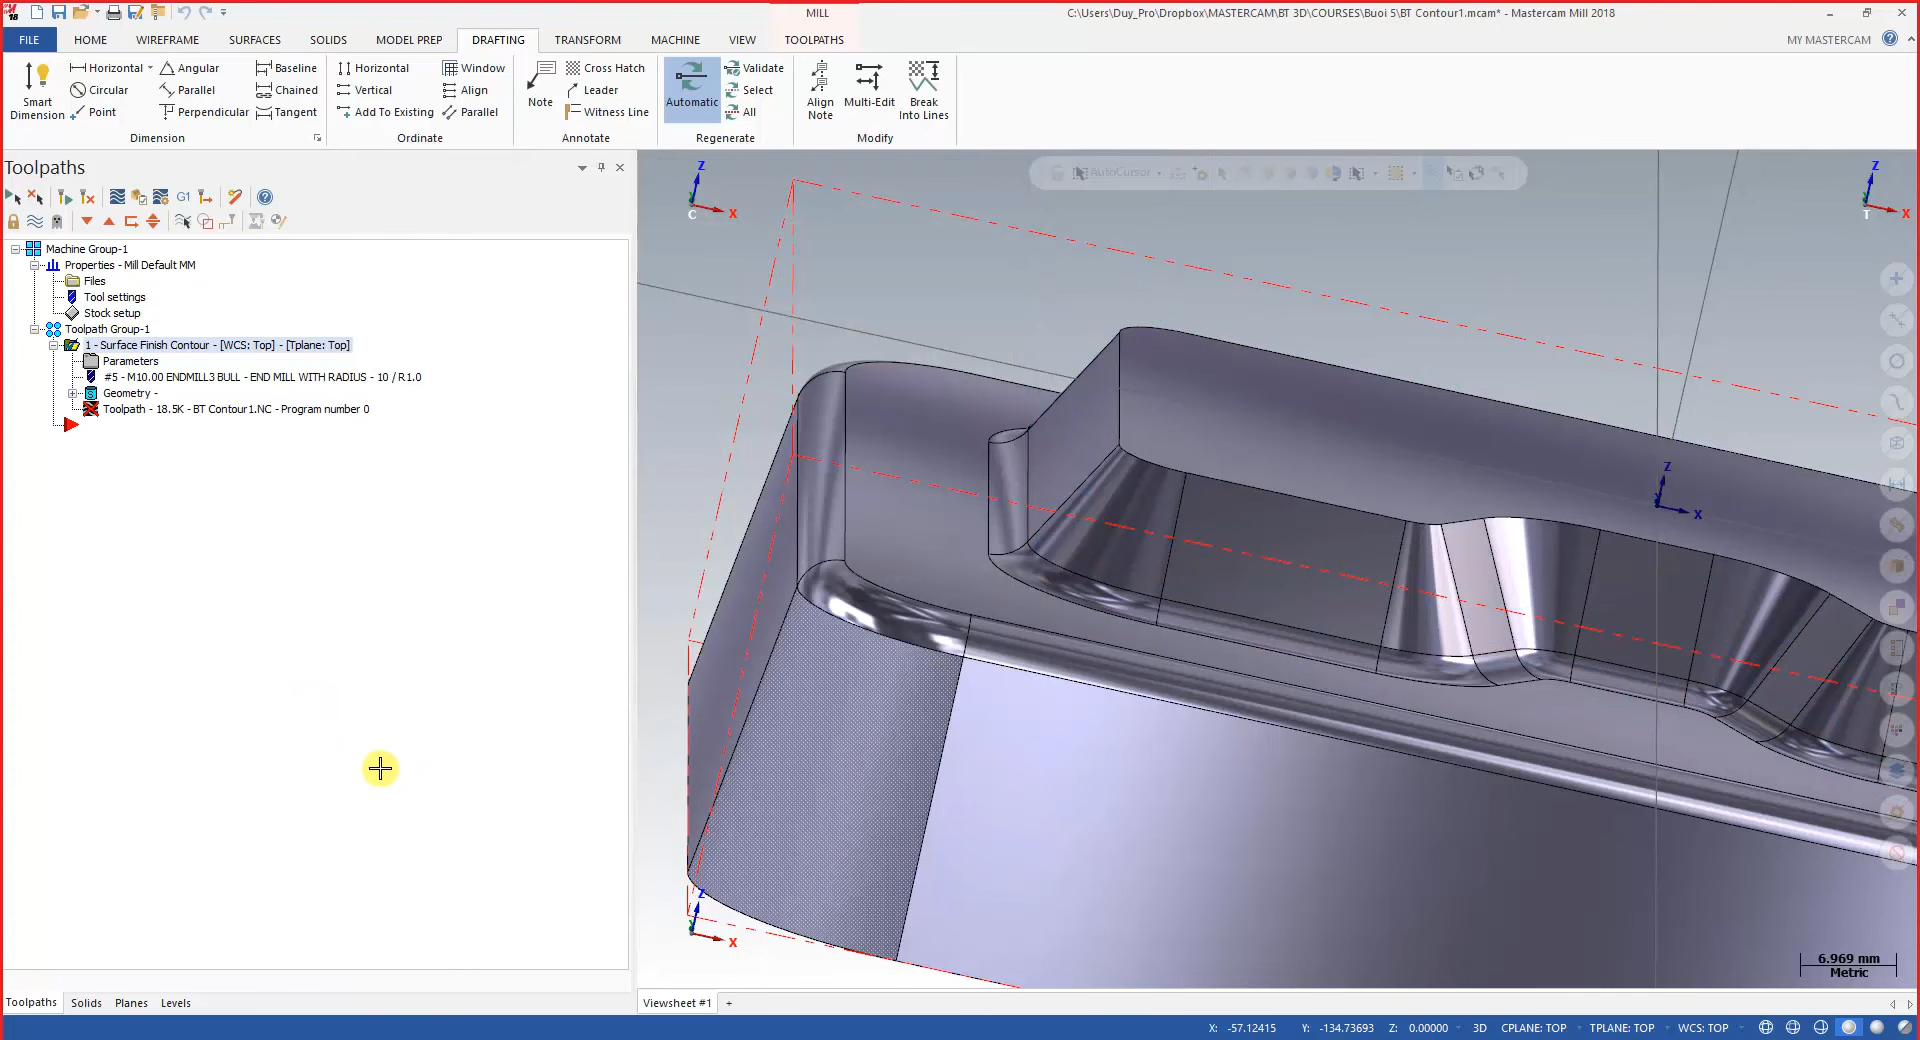 MILL
C:\Users\Duy_Pro\Dropbox\MASTERCAM\BT 3D\COURSES\Buoi 5\BT Contour1.mcam* - Mastercam Mill 2018
FILE HOME WIREFRAME SURFACES SOLIDS MODEL PREP DRAFTING TRANSFORM MACHINE VIEW TOOLPATHS MY MASTERCAM
Smart Dimension
Horizontal Angular Baseline
Circular Parallel Chained
Point Perpendicular Tangent
Dimension
Horizontal Window
Vertical Align
Add To Existing Parallel
Ordinate
Note
Cross Hatch
Leader
Witness Line
Annotate
Automatic
Validate
Select
All
Regenerate
Align Note
Multi-Edit
Break Into Lines
Modify
Toolpaths
G1
Machine Group-1
Properties - Mill Default MM
Files
Tool settings
Stock setup
Toolpath Group-1
1 - Surface Finish Contour - [WCS: Top] - [Tplane: Top]
Parameters
#5 - M10.00 ENDMILL3 BULL - END MILL WITH RADIUS - 10 / R1.0
Geometry -
Toolpath - 18.5K - BT Contour1.NC - Program number 0
Z
X
C
AutoCursor
Z
X
T
Z
X
Z
X
6.969 mm
Metric
Toolpaths Solids Planes Levels
Viewsheet #1 +
X: -57.12415 Y: -134.73693 Z: 0.00000 3D CPLANE: TOP TPLANE: TOP WCS: TOP